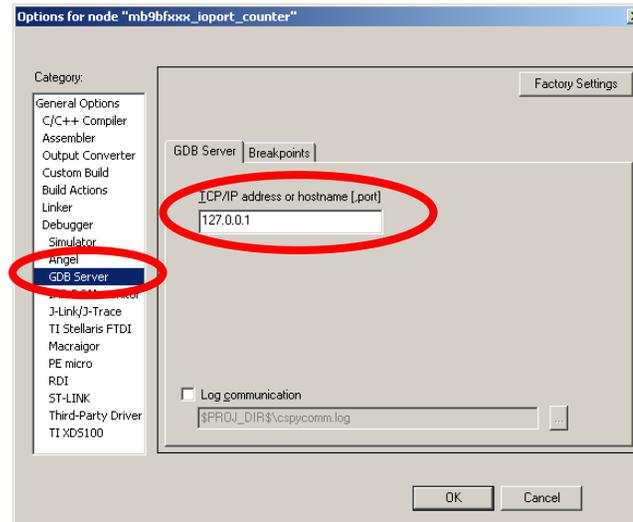 Options for node "mb9bfxxx_ioport_counter"
Category:
Factory Settings
General Options
C/C++ Compiler
Assembler
Output Converter
Custom Build
Build Actions
Linker
Debugger
Simulator
Angel
GDB Server
J-Link/J-Trace
TI Stellaris FTDI
Macraigor
PE micro
RDI
ST-LINK
Third-Party Driver
TI XDS100
GDB Server Breakpoints
TCP/IP address or hostname [,port]
127.0.0.1
Log communication
$PROJ_DIR$\cspycomm.log
...
OK Cancel